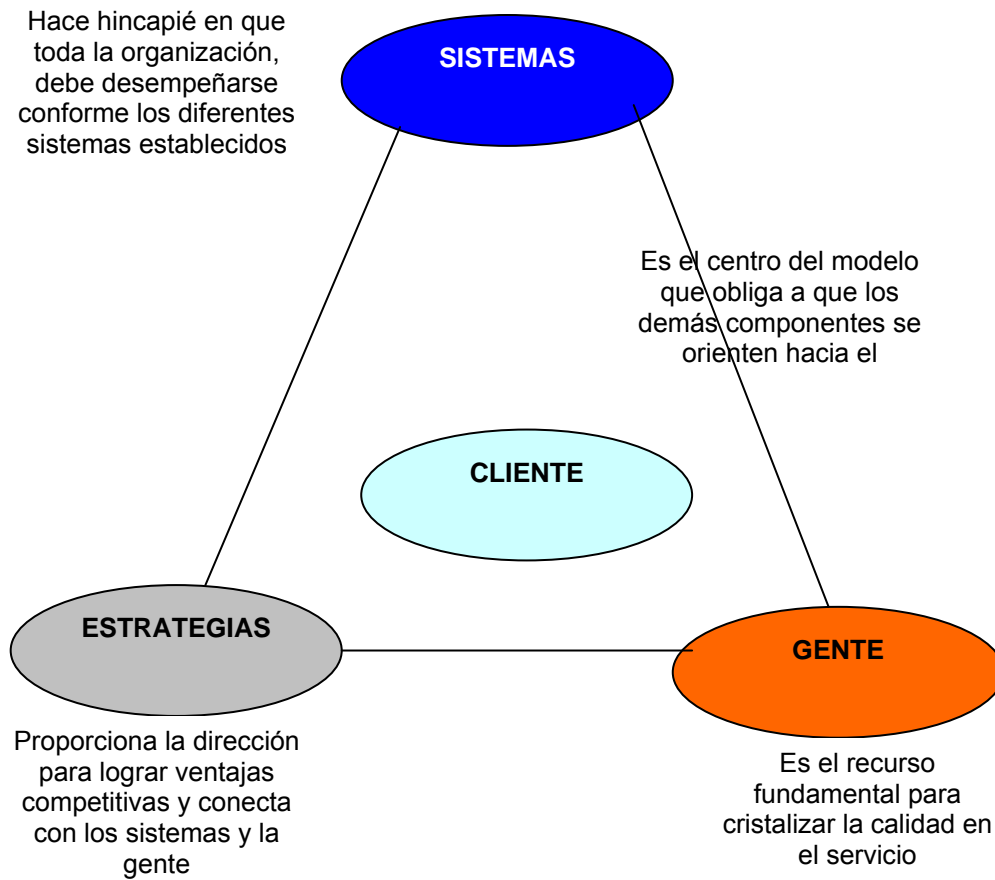 Hace hincapié en que
toda la organización,
debe desempeñarse
conforme los diferentes
sistemas establecidos
SISTEMAS
Es el centro del modelo
que obliga a que los
demás componentes se
orienten hacia el
CLIENTE
ESTRATEGIAS
GENTE
Proporciona la dirección
para lograr ventajas
competitivas y conecta
con los sistemas y la
gente
Es el recurso
fundamental para
cristalizar la calidad en
el servicio